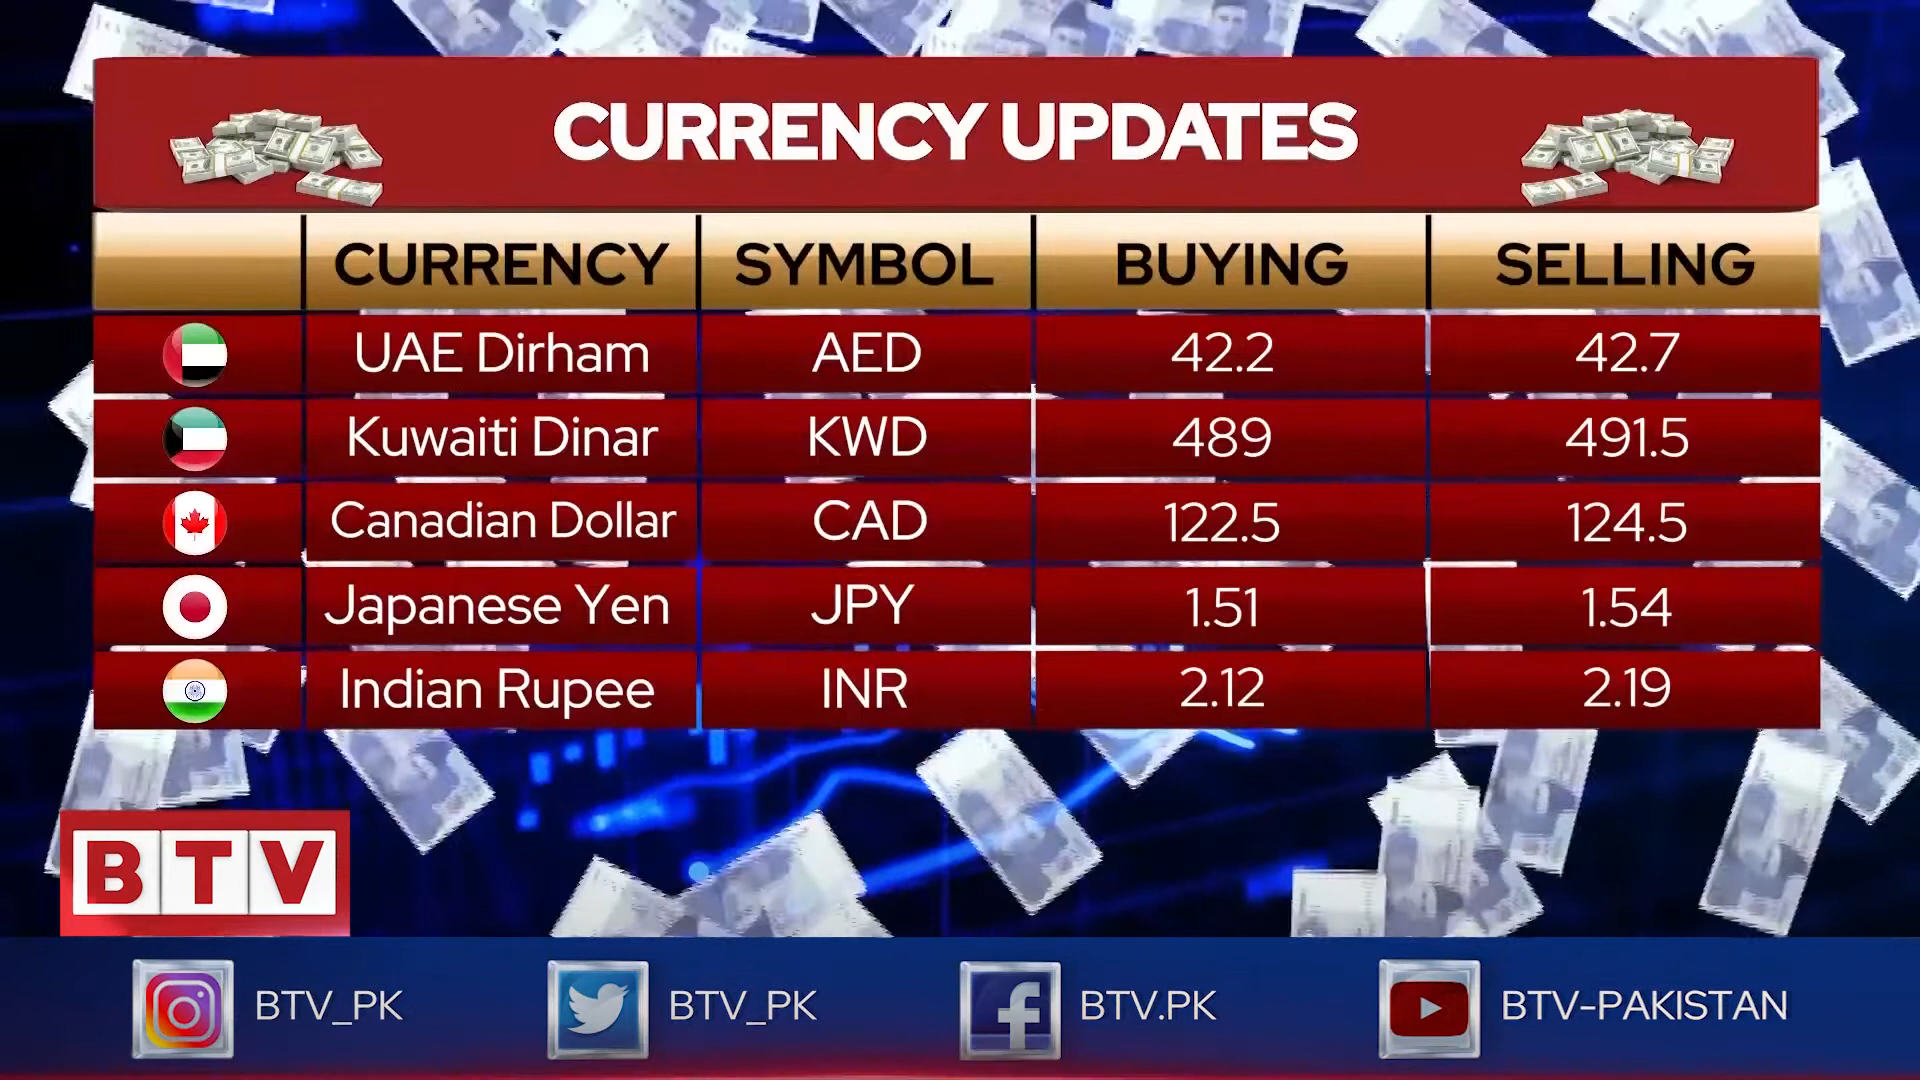 CURRENCY UPDATES
CURRENCY SYMBOL BUYING SELLING
UAE Dirham AED 42.2 42.7
Kuwaiti Dinar KWD 489 491.5
Canadian Dollar CAD 122.5 124.5
Japanese Yen JPY 1.51 1.54
Indian Rupee INR 2.12 2.19
BTV
BTV_PK BTV_PK BTV.PK BTV-PAKISTAN